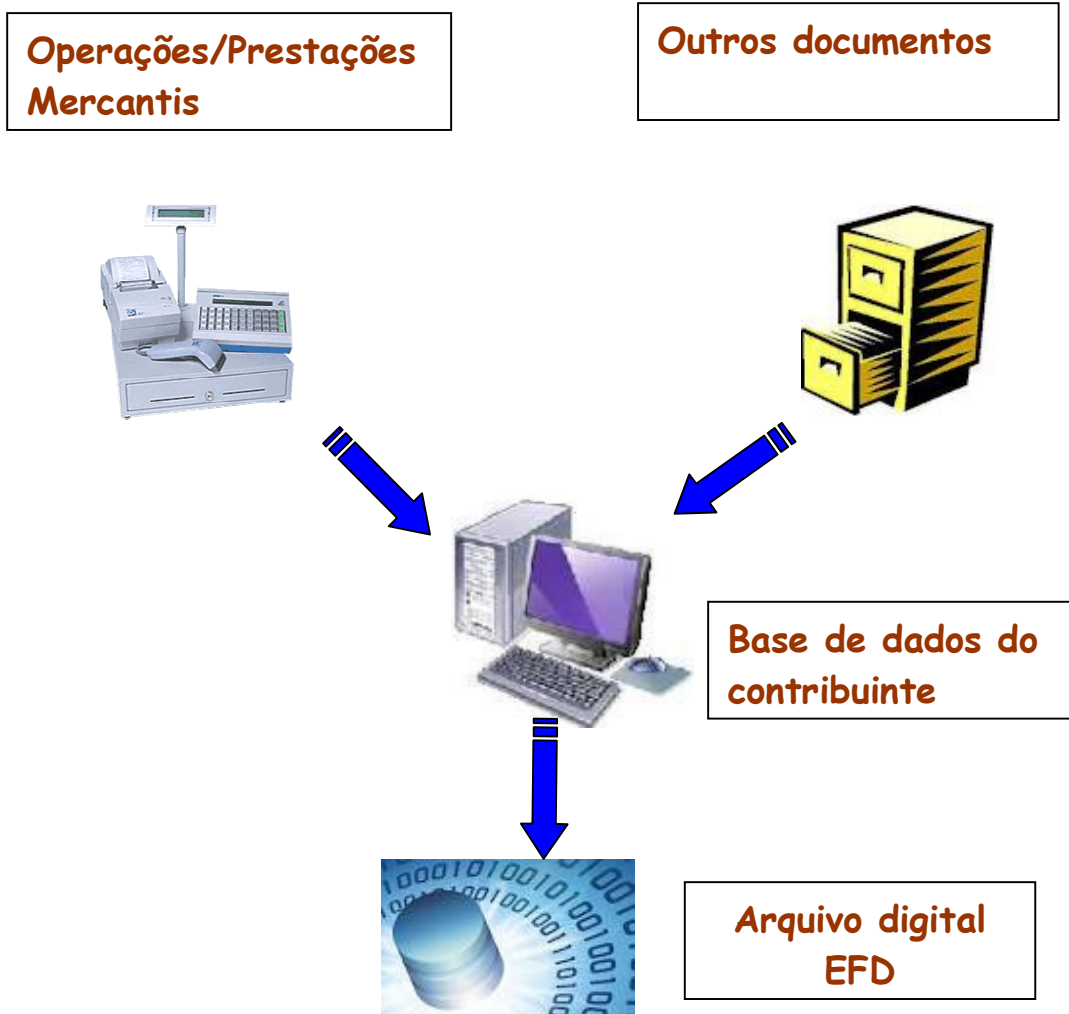 Operações/Prestações
Mercantis
Outros documentos
Base de dados do
contribuinte
Arquivo digital
EFD